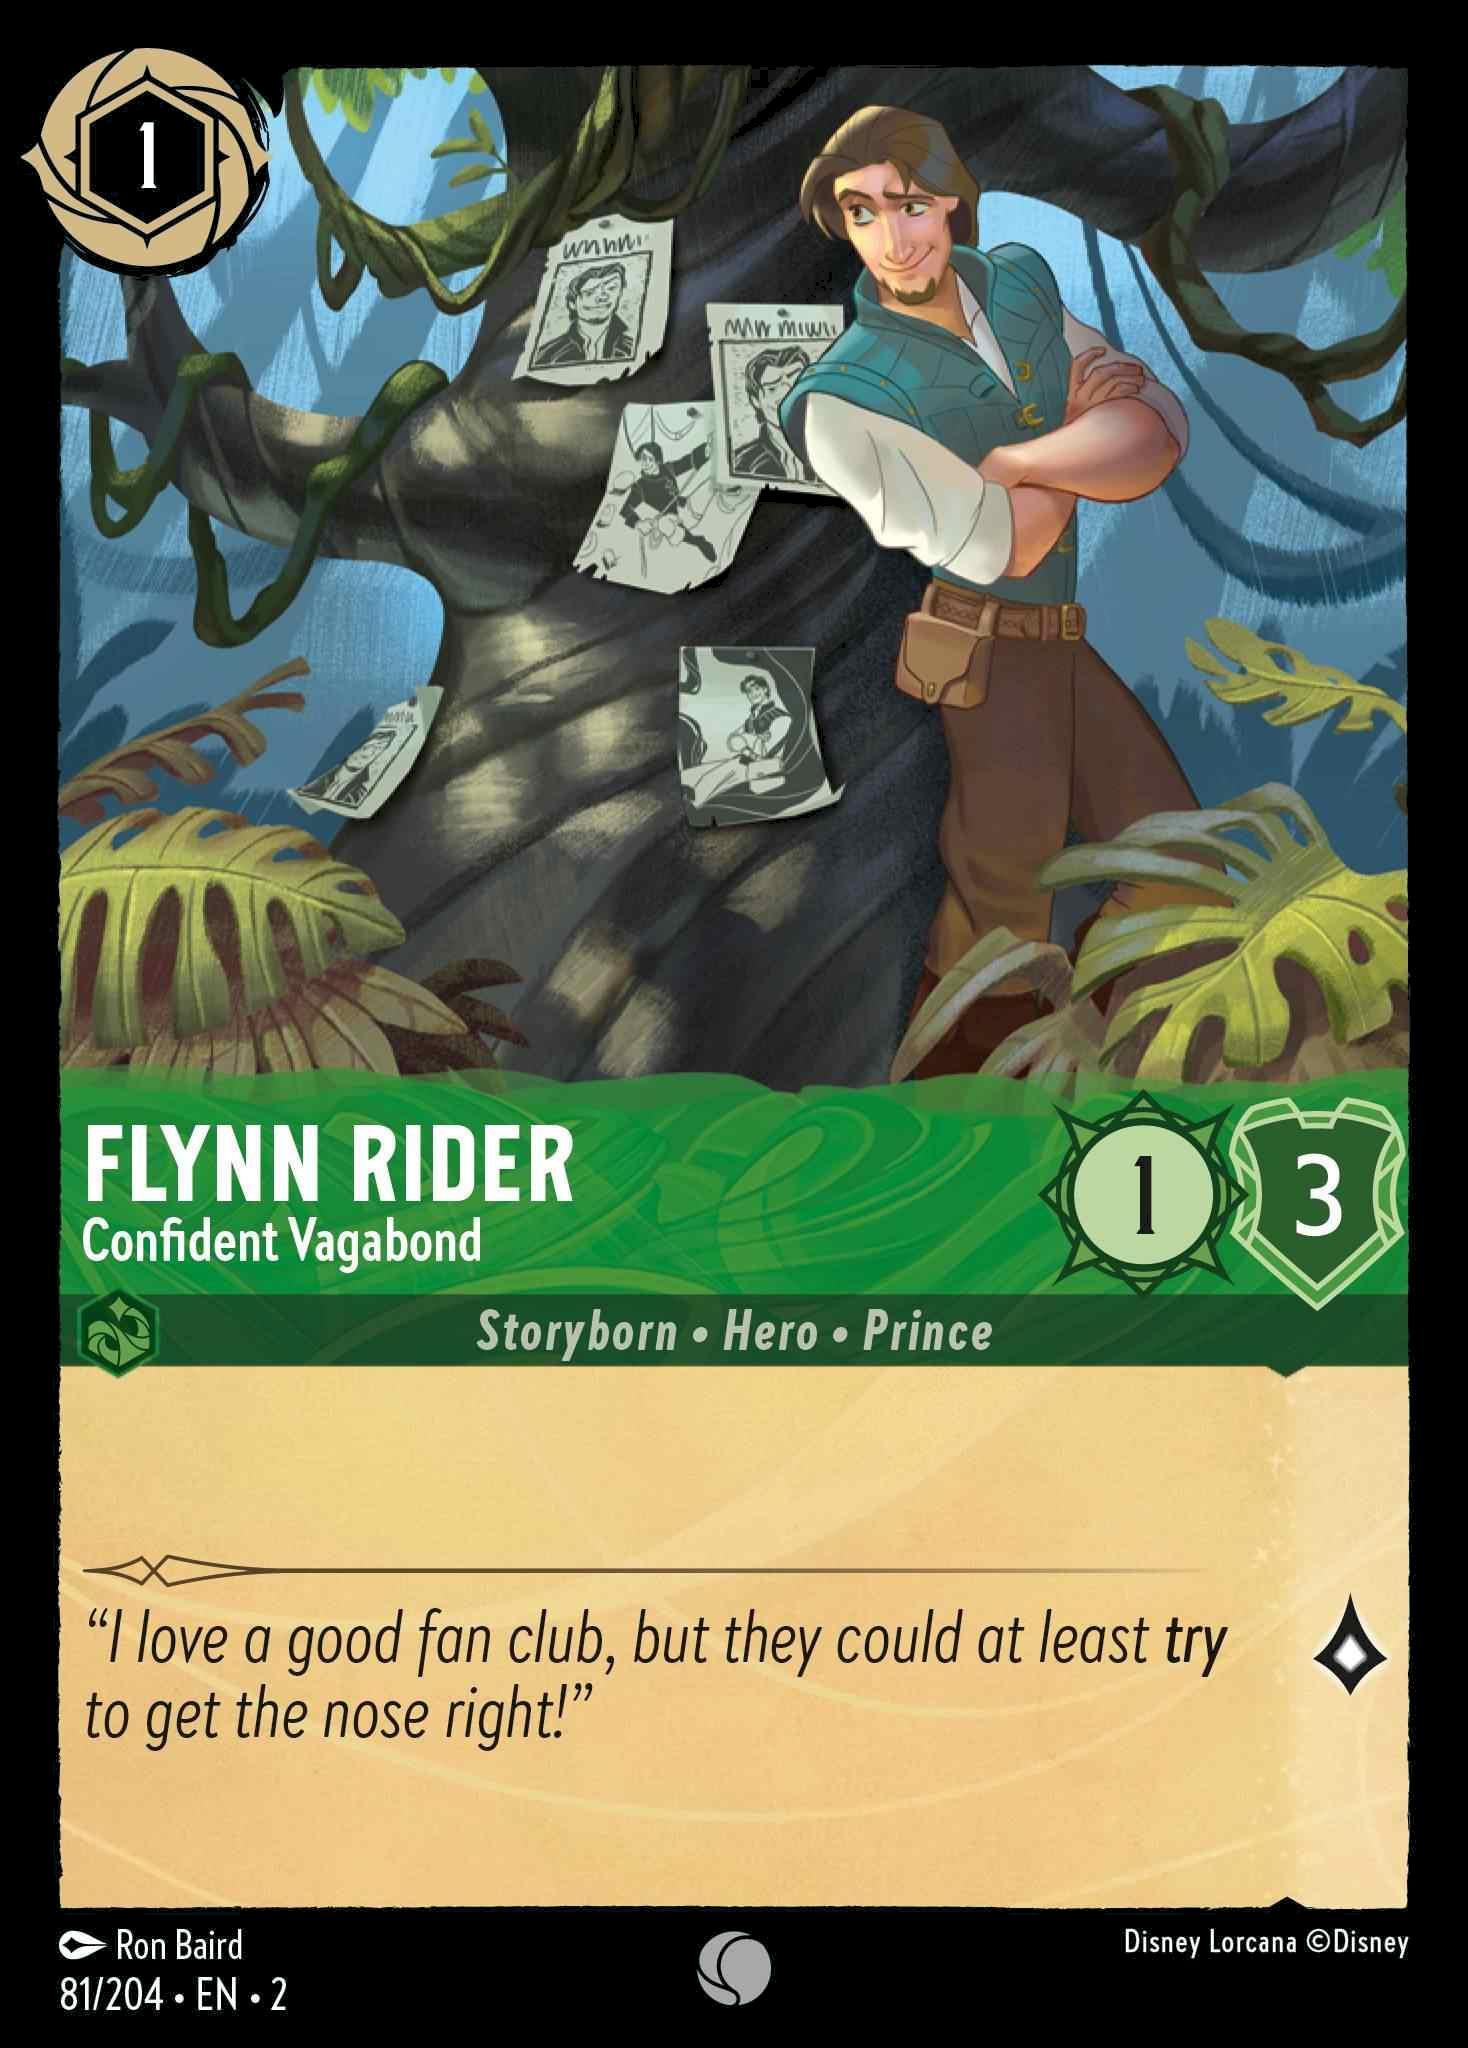 1
FLYNN RIDER
Confident Vagabond
1
3
Storyborn • Hero • Prince
“I love a good fan club, but they could at least try
to get the nose right!”
Ron Baird
Disney Lorcana ©Disney
81/204 • EN • 2